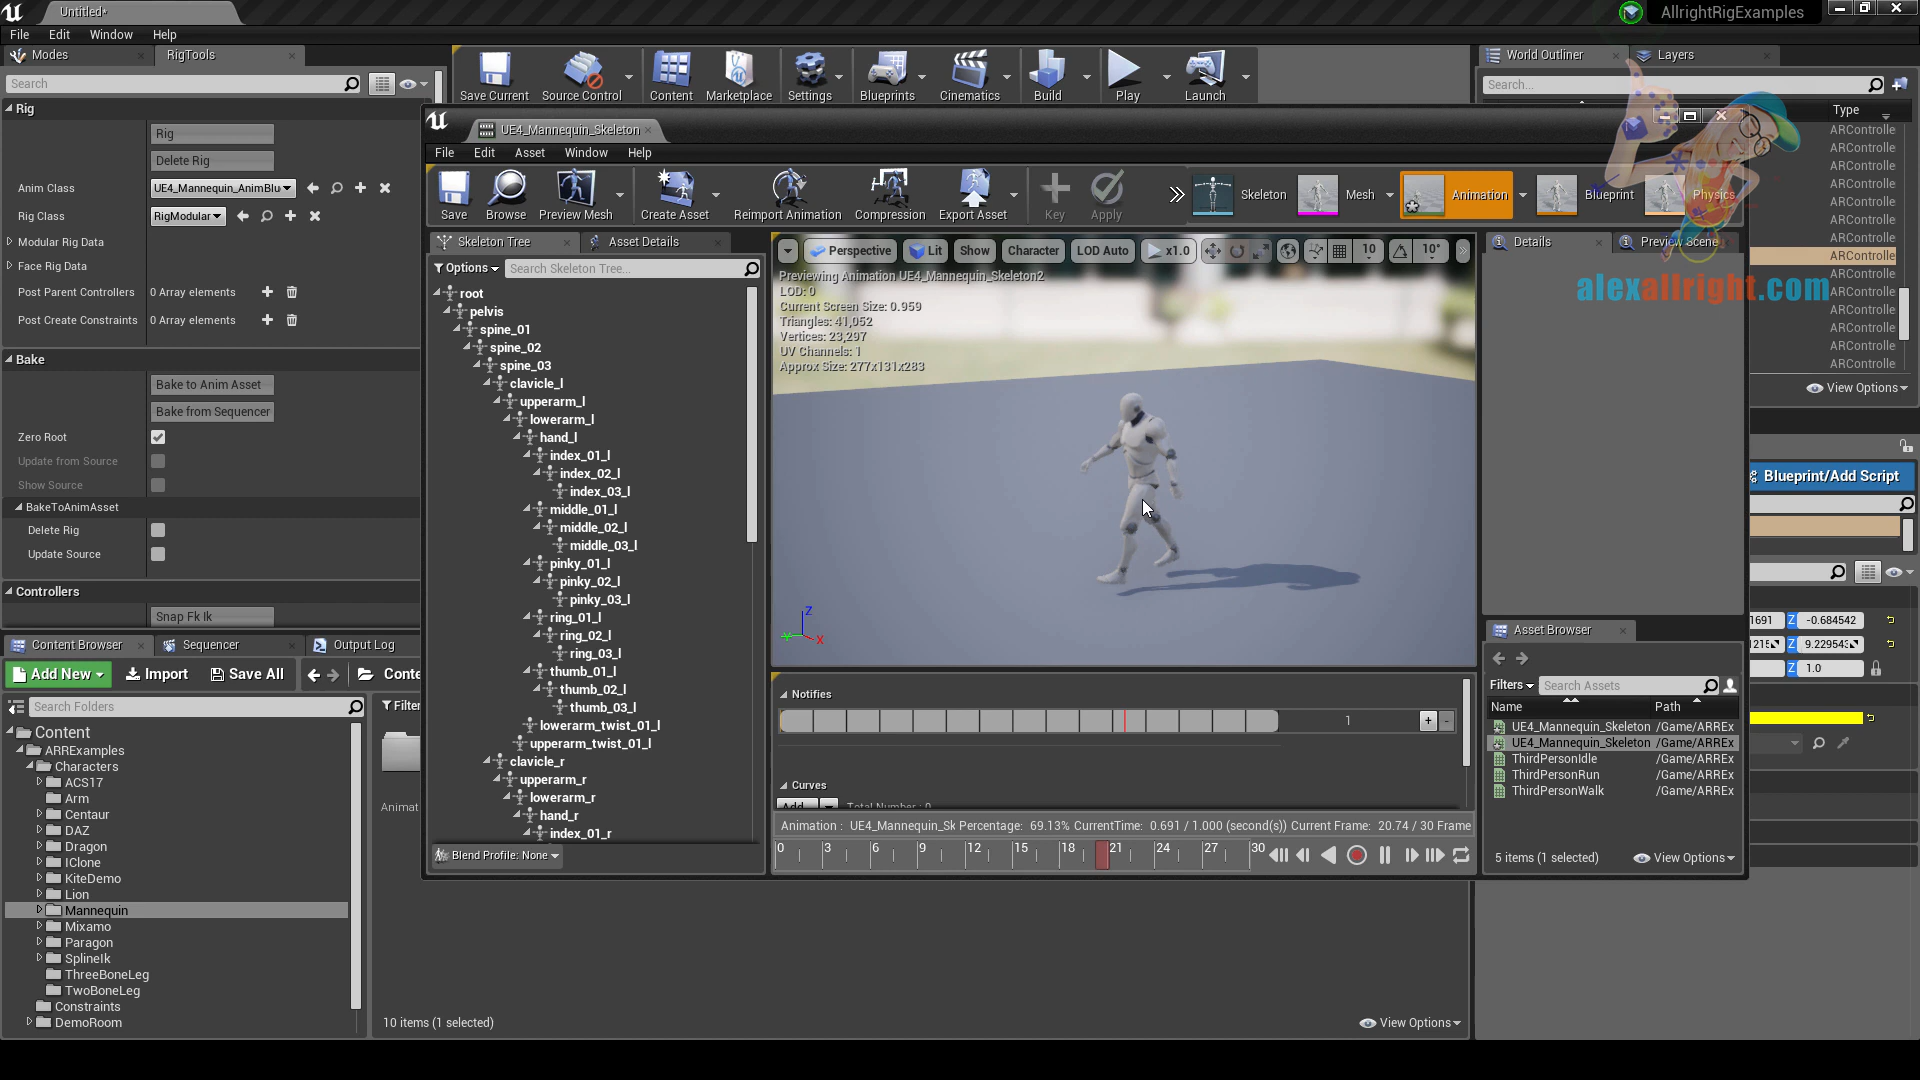 Untitled*
AllrightRigExamples
File Edit Window Help
Modes
RigTools
Search
Rig
Rig
Delete Rig
Anim Class
UE4_Mannequin_AnimBlu
Rig Class
RigModular
Modular Rig Data
Face Rig Data
Post Parent Controllers 0 Array elements
Post Create Constraints 0 Array elements
Bake
Bake to Anim Asset
Bake from Sequencer
Zero Root
Update from Source
Show Source
BakeToAnimAsset
Delete Rig
Update Source
Controllers
Snap Fk Ik
Save Current
Source Control
Content
Marketplace
Settings
Blueprints
Cinematics
Build
Play
Launch
World Outliner
Layers
Search...
Type
ARControlle
ARControlle
ARControlle
ARControlle
ARControlle
ARControlle
ARControlle
ARControlle
ARControlle
ARControlle
ARControlle
ARControlle
ARControlle
ARControlle
View Options
alexallright.com
UE4_Mannequin_Skeleton
File Edit Asset Window Help
Save
Browse
Preview Mesh
Create Asset
Reimport Animation
Compression
Export Asset
Key
Apply
Skeleton
Mesh
Animation
Blueprint
Physics
Skeleton Tree
Asset Details
Options
Search Skeleton Tree...
root
pelvis
spine_01
spine_02
spine_03
clavicle_l
upperarm_l
lowerarm_l
hand_l
index_01_l
index_02_l
index_03_l
middle_01_l
middle_02_l
middle_03_l
pinky_01_l
pinky_02_l
pinky_03_l
ring_01_l
ring_02_l
ring_03_l
thumb_01_l
thumb_02_l
thumb_03_l
lowerarm_twist_01_l
upperarm_twist_01_l
clavicle_r
upperarm_r
lowerarm_r
hand_r
index_01_r
Blend Profile: None
Perspective
Lit
Show
Character
LOD Auto
x1.0
10
10°
Previewing Animation UE4_Mannequin_Skeleton2
LOD: 0
Current Screen Size: 0.959
Triangles: 41,052
Vertices: 23,297
UV Channels: 1
Approx Size: 277x131x283
Z
Y
X
Notifies
1
+ -
Curves
Add
Total Number : 0
Animation : UE4_Mannequin_Sk Percentage: 69.13% CurrentTime: 0.691 / 1.000 (second(s)) Current Frame: 20.74 / 30 Frame
0 3 6 9 12 15 18 21 24 27 30
Details
Preview Scene
Asset Browser
Filters
Search Assets
Name Path
UE4_Mannequin_Skeleton /Game/ARREx
UE4_Mannequin_Skeleton /Game/ARREx
ThirdPersonIdle /Game/ARREx
ThirdPersonRun /Game/ARREx
ThirdPersonWalk /Game/ARREx
5 items (1 selected)
View Options
Blueprint/Add Script
1691 Z -0.684542
Z 9.22954
Z 1.0
Content Browser
Sequencer
Output Log
Add New
Import
Save All
Conte
Search Folders
Filter
Content
ARRExamples
Characters
ACS17
Arm
Centaur
DAZ
Dragon
IClone
KiteDemo
Lion
Mannequin
Mixamo
Paragon
SplineIk
ThreeBoneLeg
TwoBoneLeg
Constraints
DemoRoom
Animat
10 items (1 selected)
View Options